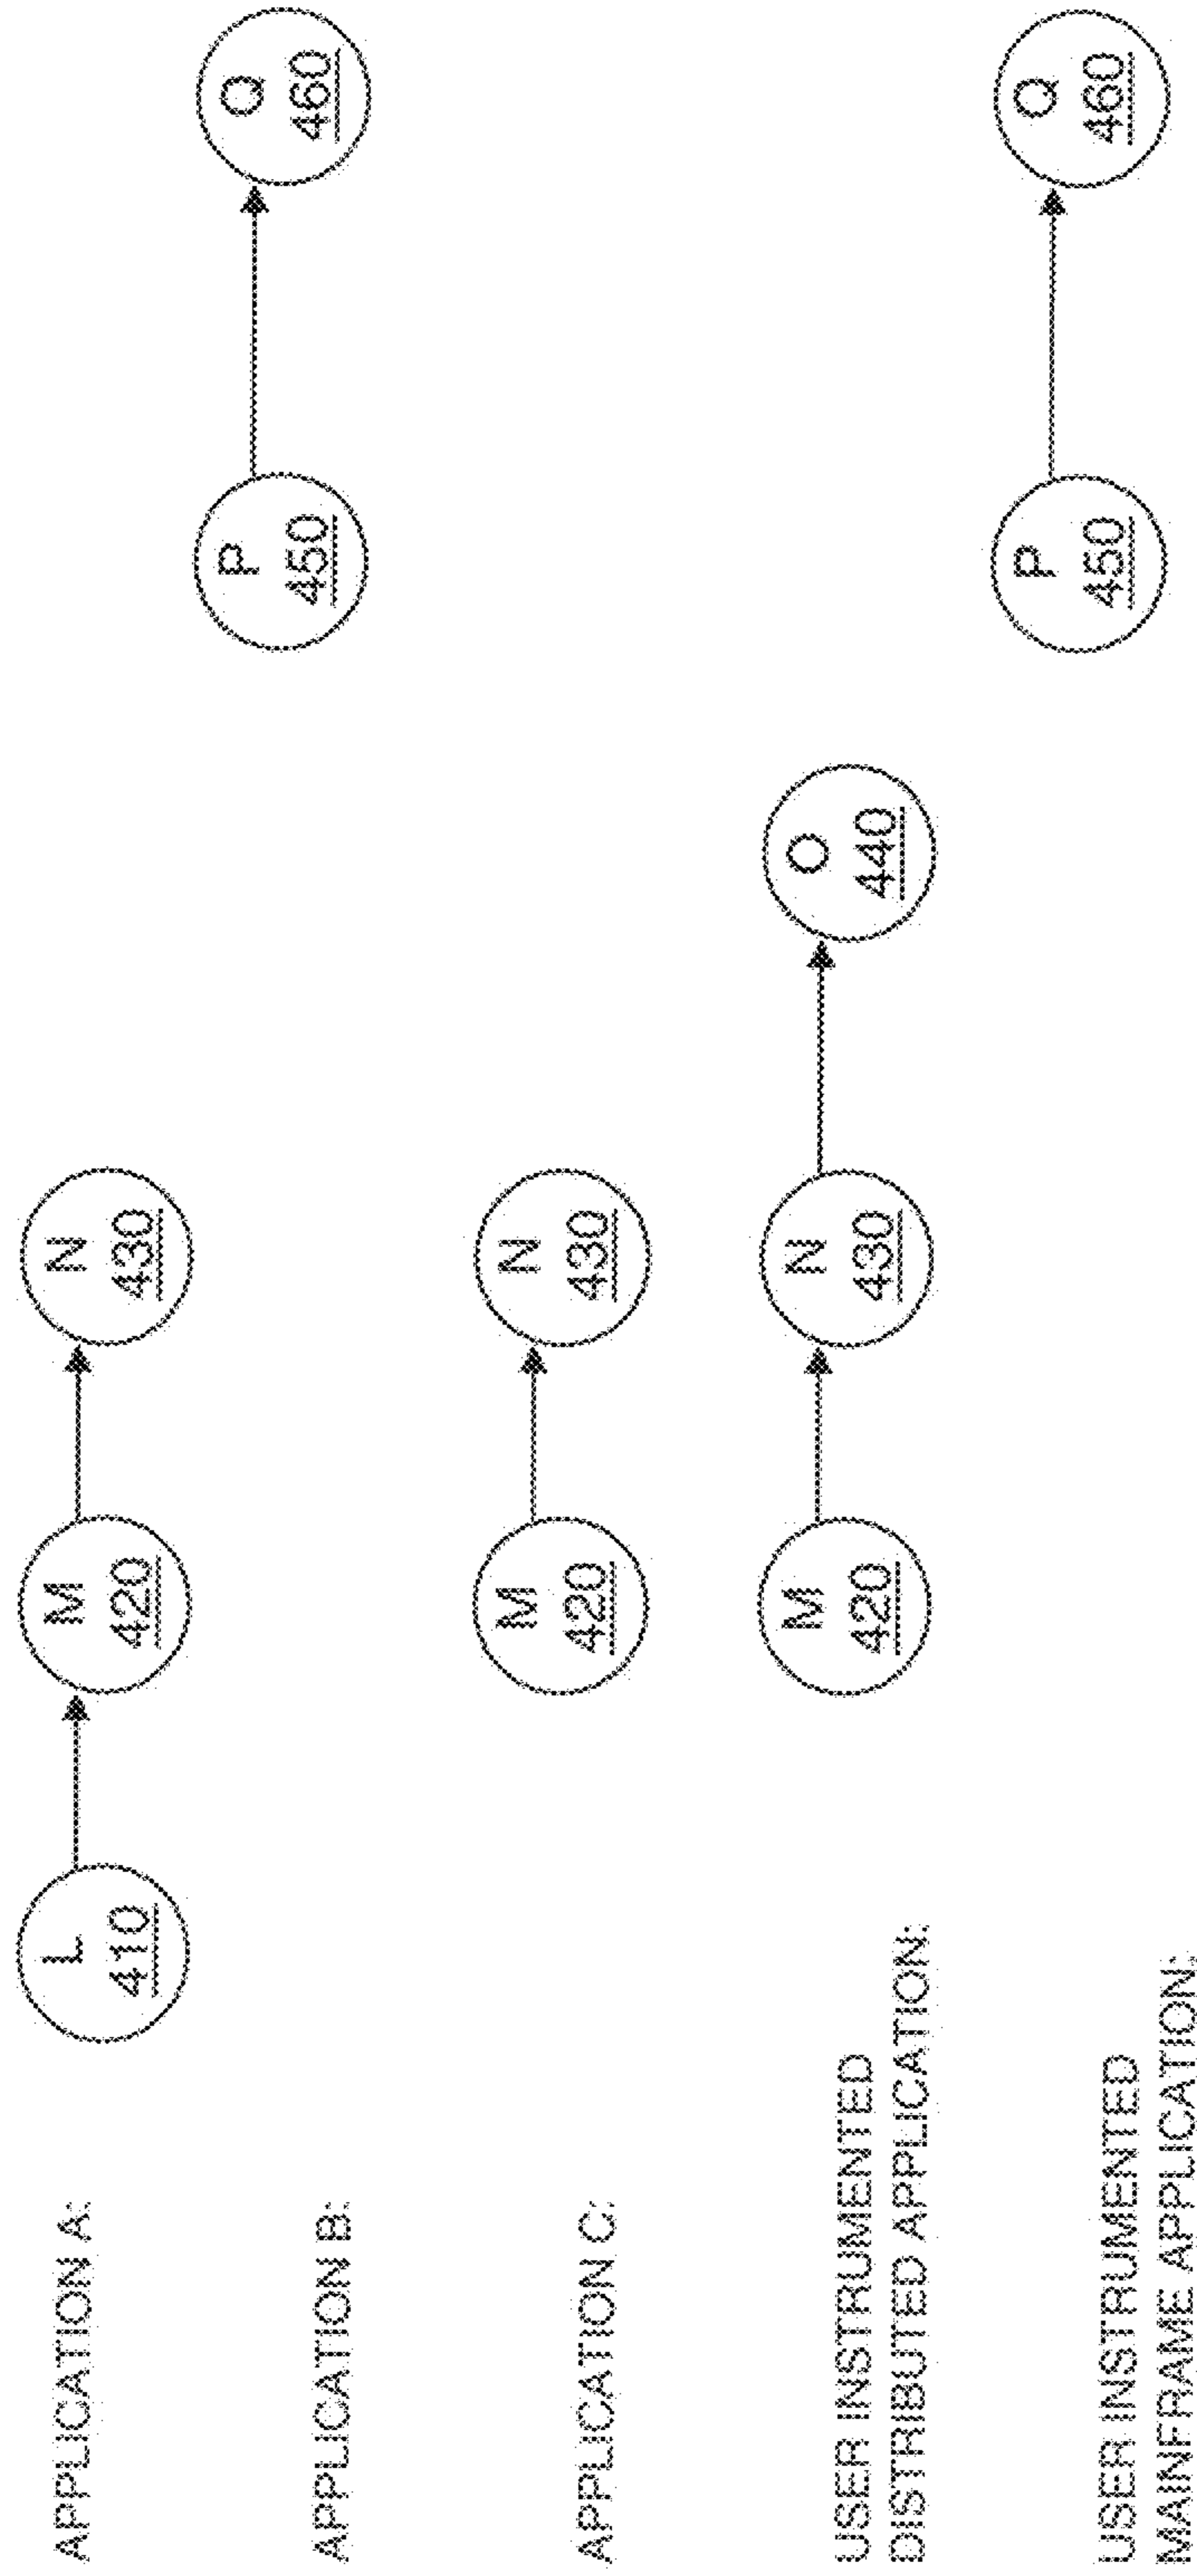 APPLICATION A:
L
410
M
420
N
430
APPLICATION B:
P
450
Q
460
APPLICATION C:
M
420
N
430
USER INSTRUMENTED
DISTRIBUTED APPLICATION:
M
420
N
430
O
440
USER INSTRUMENTED
MAINFRAME APPLICATION:
P
450
Q
460